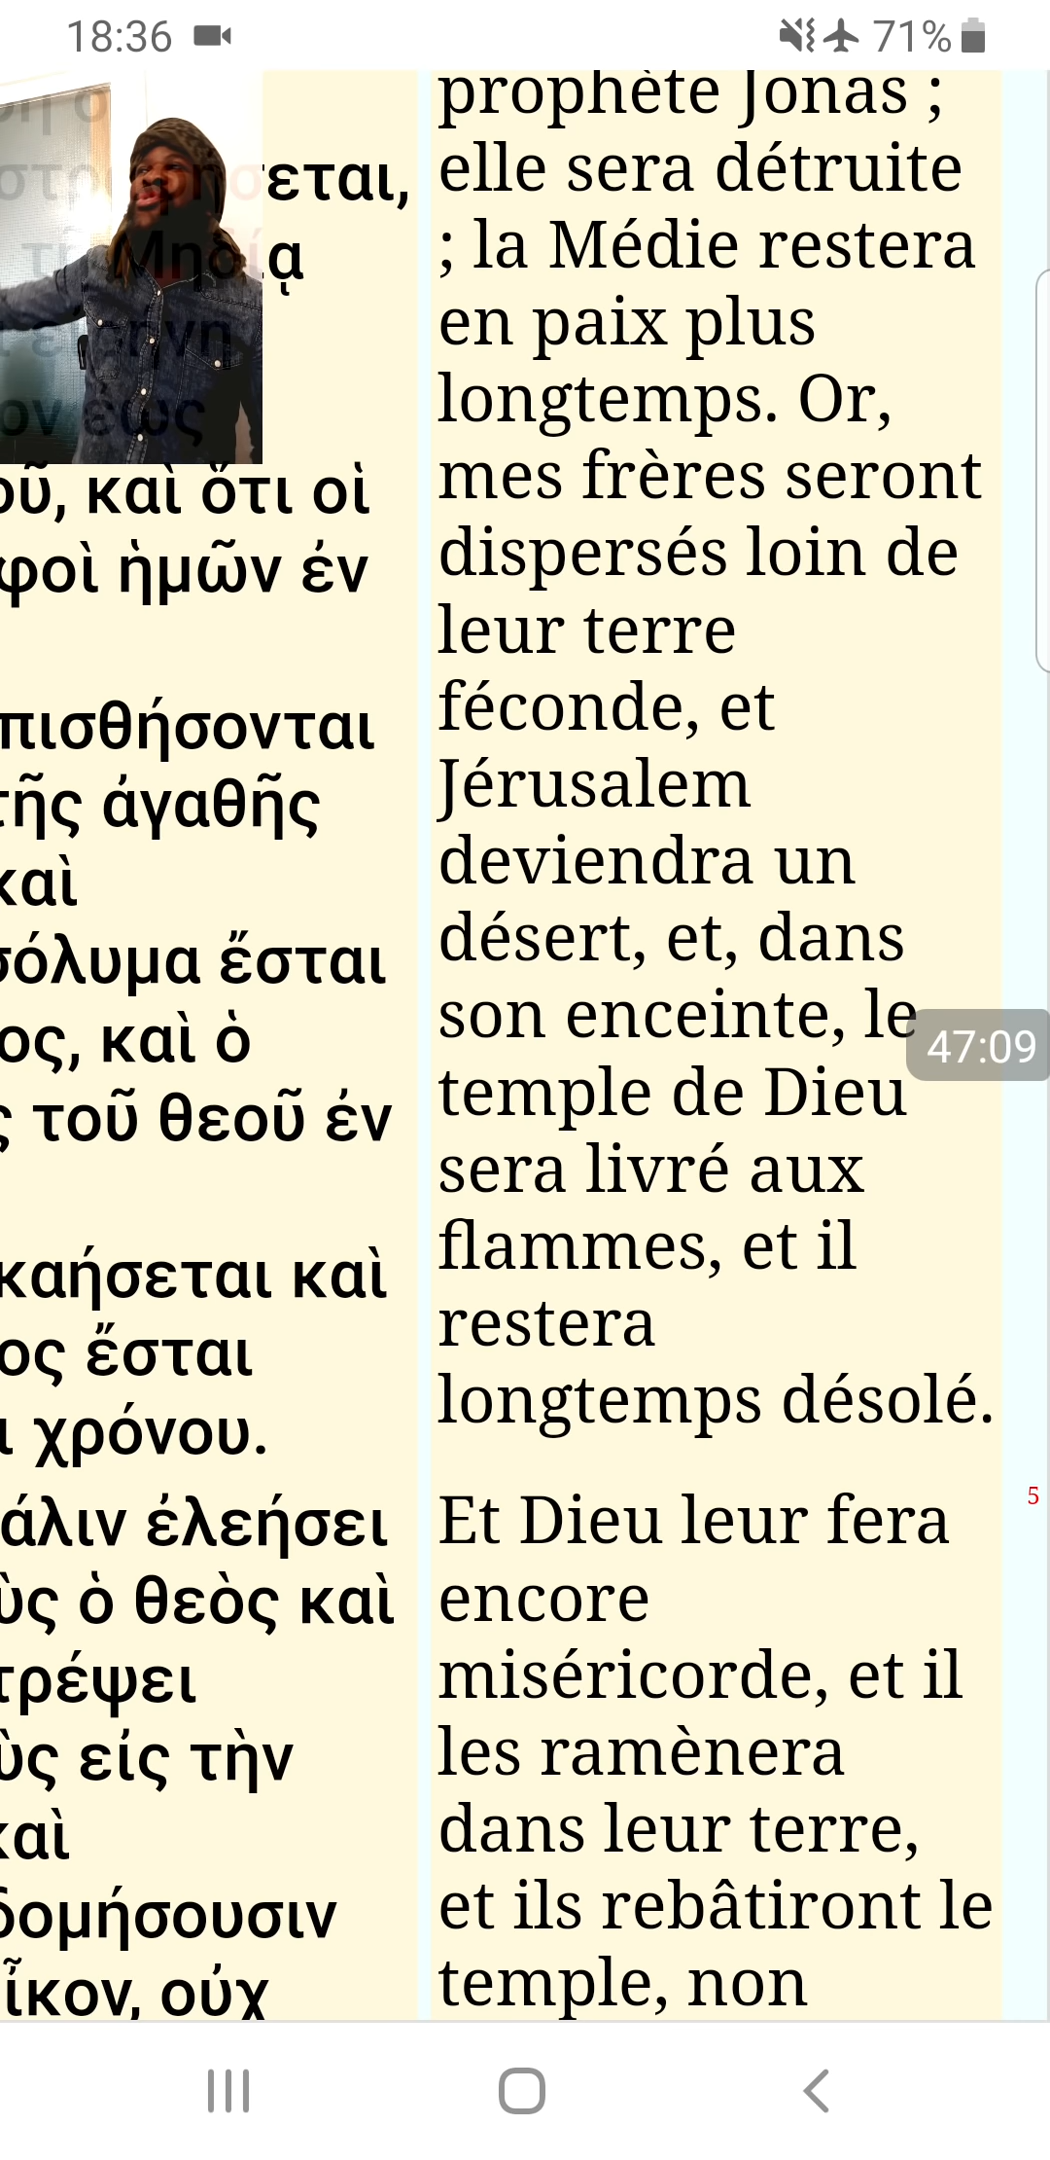 18:36
71%
εται,
Μηδίᾳ
εως
οῦ, καὶ ὅτι οἱ
φοὶ ἡμῶν ἐν
πισθήσονται
τῆς ἀγαθῆς
καὶ
σόλυμα ἔσται
ος, καὶ ὁ
ς τοῦ θεοῦ ἐν
καήσεται καὶ
ος ἔσται
ι χρόνου.
άλιν ἐλεήσει
ὺς ὁ θεὸς καὶ
τρέψει
ὺς εἰς τὴν
καὶ
δομήσουσιν
ἶκον, οὐχ
prophète Jonas ;
elle sera détruite
; la Médie restera
en paix plus
longtemps. Or,
mes frères seront
dispersés loin de
leur terre
féconde, et
Jérusalem
deviendra un
désert, et, dans
son enceinte, le
temple de Dieu
sera livré aux
flammes, et il
restera
longtemps désolé.
Et Dieu leur fera
encore
miséricorde, et il
les ramènera
dans leur terre,
et ils rebâtiront le
temple, non
5
47:09